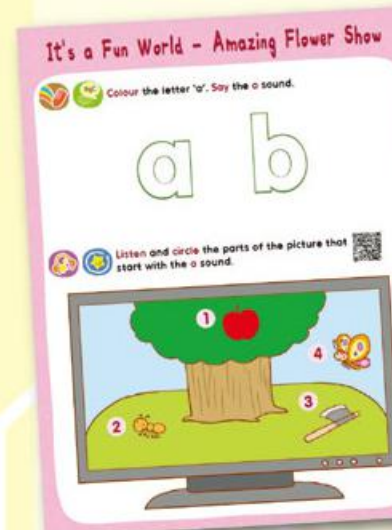 It's a Fun World - Amazing Flower Show
Colour the letter 'a'. Say the a sound.
a b
Listen and circle the parts of the picture that
start with the a sound.
1
4
3
2